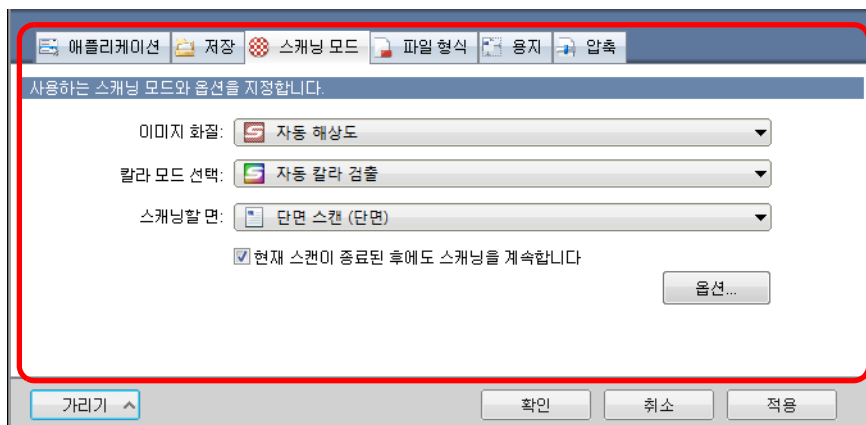 애플리케이션 저장 스캐닝 모드 파일 형식 용지 압축
사용하는 스캐닝 모드와 옵션을 지정합니다.
이미지 화질: 자동 해상도
칼라 모드 선택: 자동 칼라 검출
스캐닝할 면: 단면 스캔 (단면)
현재 스캔이 종료된 후에도 스캐닝을 계속합니다
옵션...
가리기 확인 취소 적용